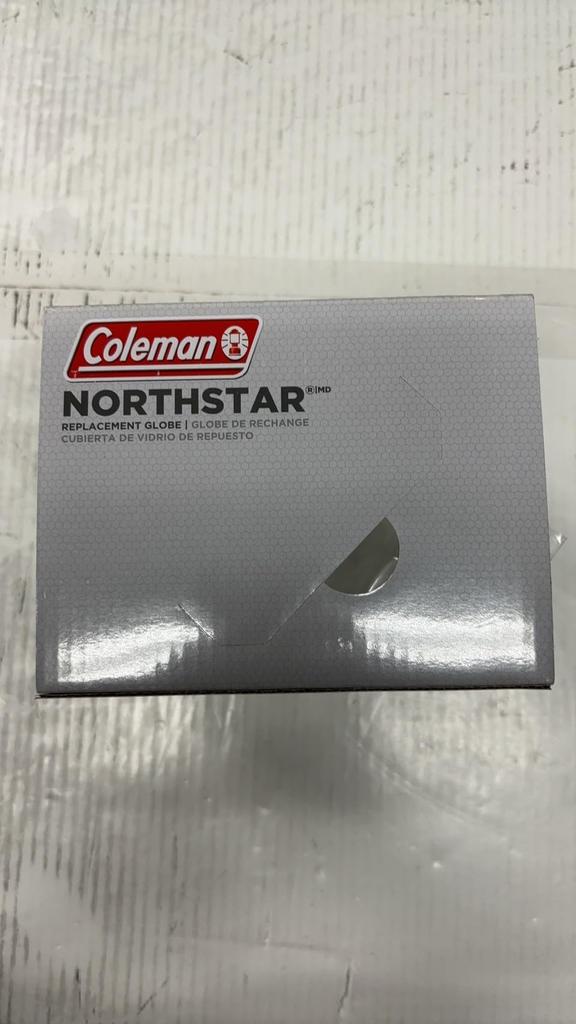 Coleman
NORTHSTAR®|MD
REPLACEMENT GLOBE | GLOBE DE RECHANGE
CUBIERTA DE VIDRIO DE REPUESTO